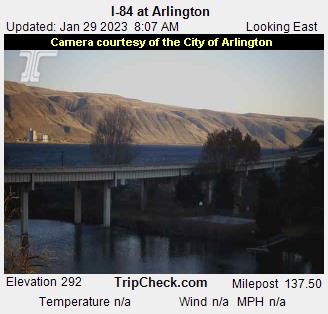 I-84 at Arlington
Updated: Jan 29 2023 8:07 AM Looking East
Camera courtesy of the City of Arlington
Elevation 292 TripCheck.com Milepost 137.50
Temperature n/a Wind n/a MPH n/a